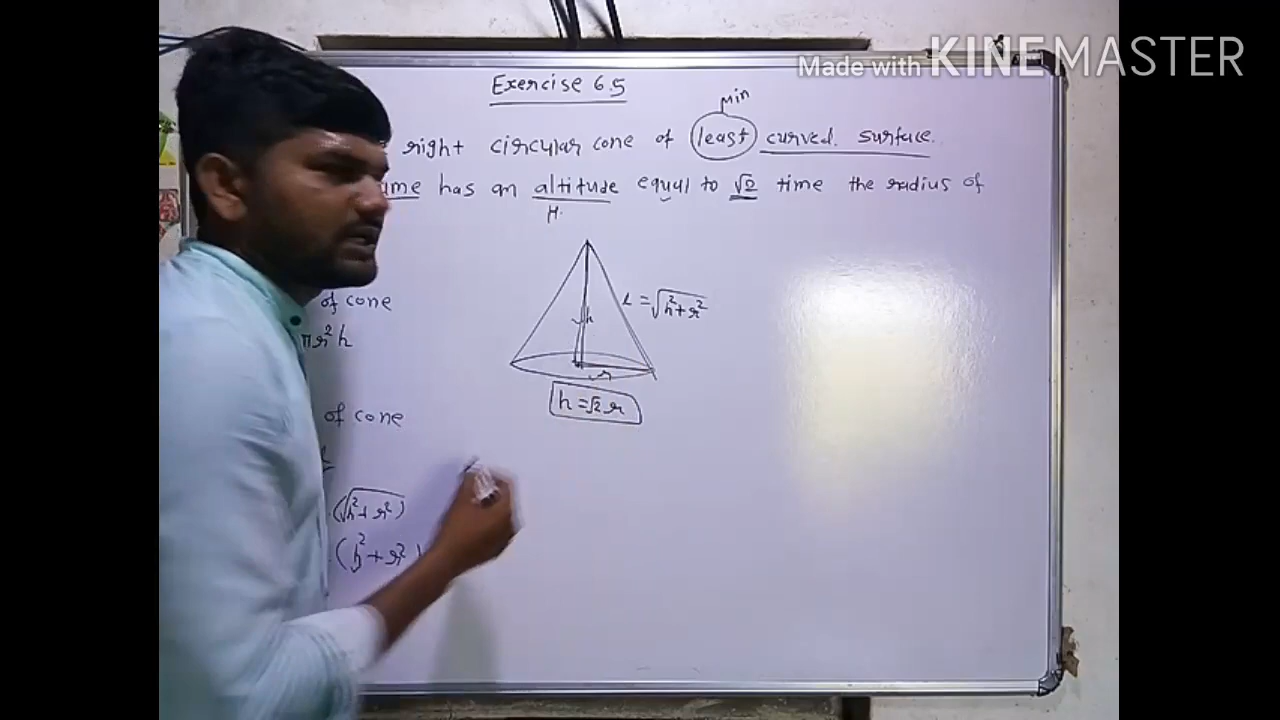 Made with KINEMASTER
Exercise 6.5
Min
right circular cone of least curved surface.
ume has an altitude equal to √2 time the radius of
H.
of cone
πr²h
l = √h²+r²
h
r
h = √2 r
of cone
(√h²+r²)
(h²+r²)